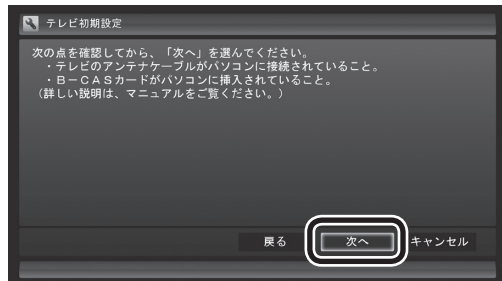 テレビ初期設定
次の点を確認してから、「次へ」を選んでください。
・テレビのアンテナケーブルがパソコンに接続されていること。
・B-CASカードがパソコンに挿入されていること。
(詳しい説明は、マニュアルをご覧ください。)
戻る 次へ キャンセル